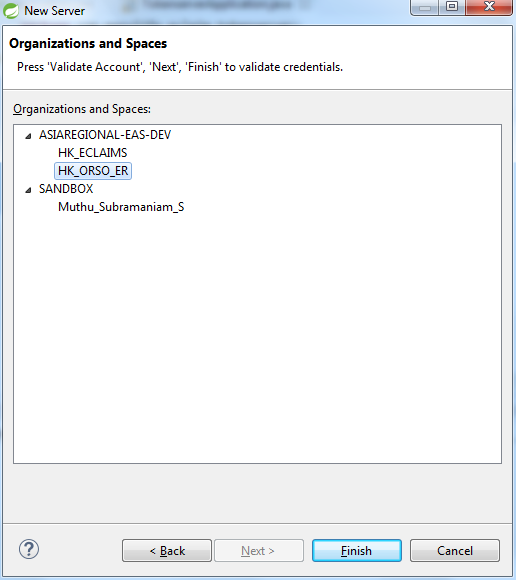 New Server
Organizations and Spaces
Press 'Validate Account', 'Next', 'Finish' to validate credentials.
Organizations and Spaces:
ASIAREGIONAL-EAS-DEV
HK_ECLAIMS
HK_ORSO_ER
SANDBOX
Muthu_Subramaniam_S
? < Back Next > Finish Cancel